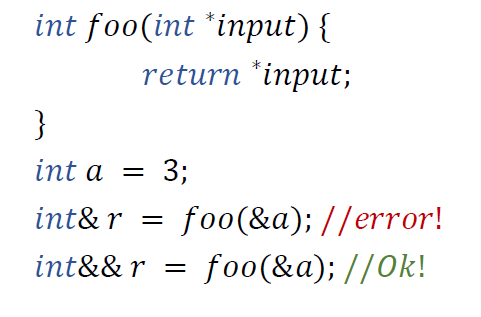 int foo(int *input) {
return *input;
}
int a = 3;
int& r = foo(&a); //error!
int&& r = foo(&a); //Ok!